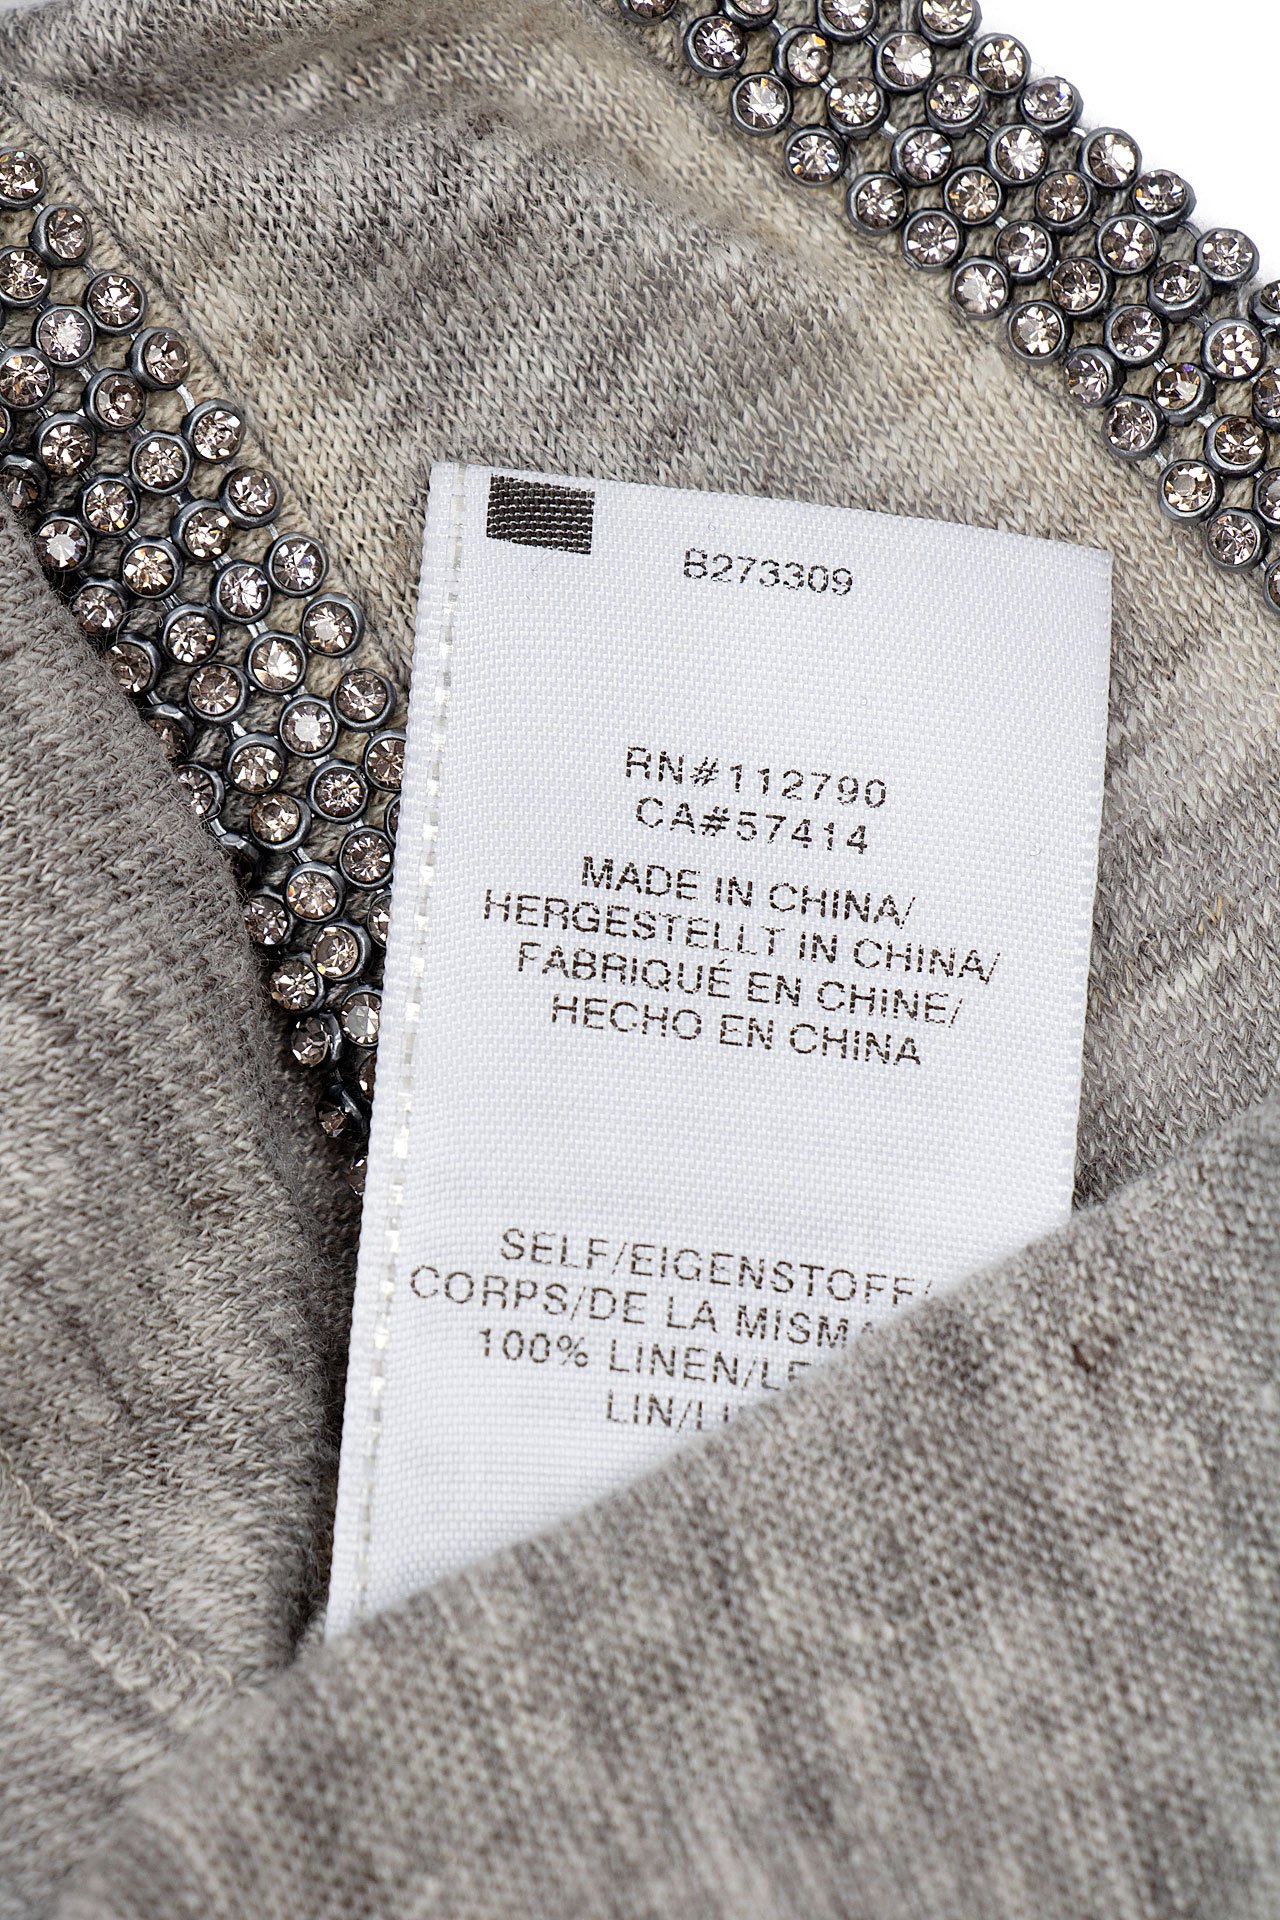 B273309
RN#112790
CA#57414
MADE IN CHINA/
HERGESTELLT IN CHINA/
FABRIQUÉ EN CHINE/
HECHO EN CHINA
SELF/EIGENSTOFF/
CORPS/DE LA MISMA
100% LINEN/
LIN/